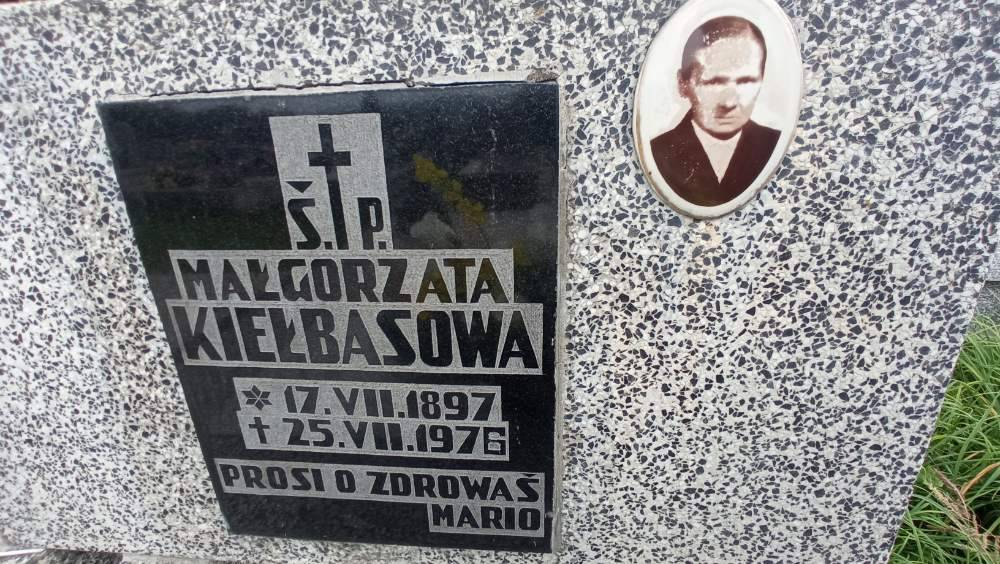 Ś. P.
MAŁGORZATA
KIEŁBASOWA
* 17.VII.1897
† 25.VII.1976
PROSI O ZDROWAŚ
MARIO